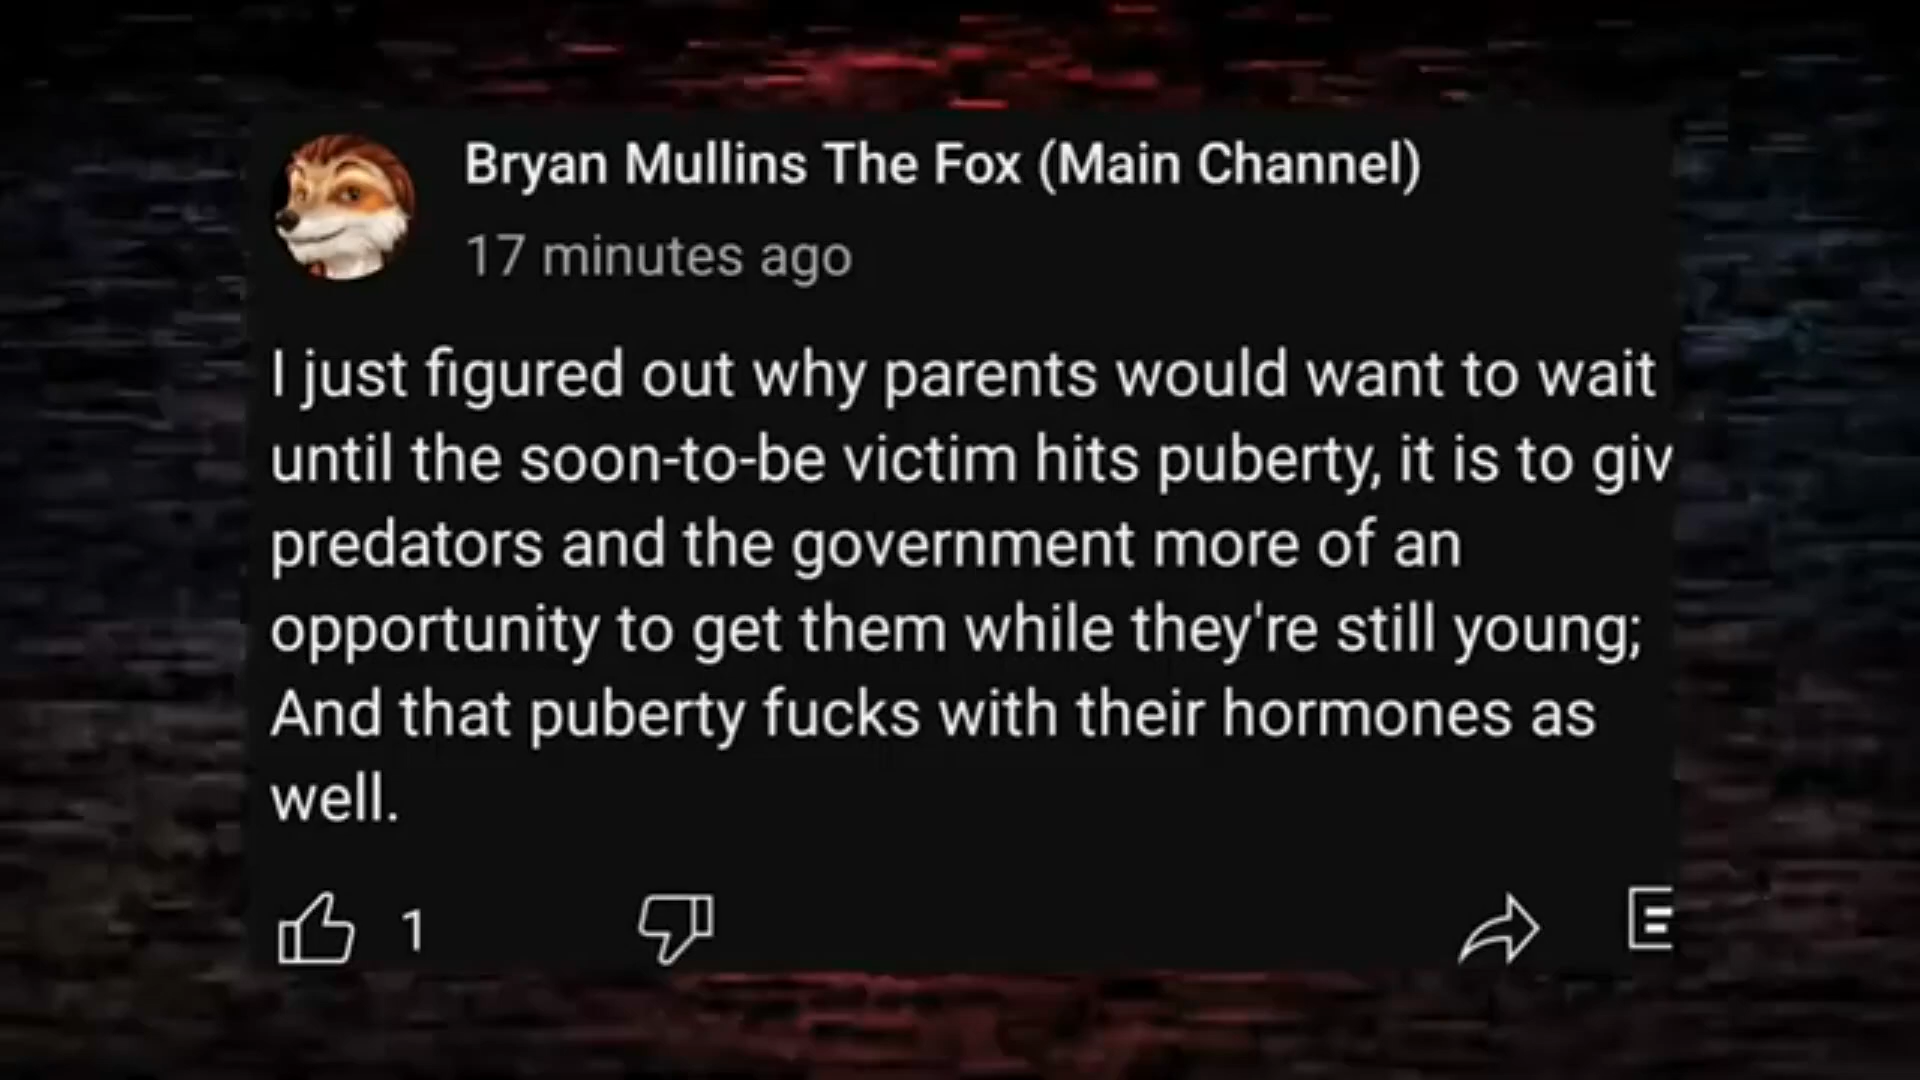 Bryan Mullins The Fox (Main Channel)
17 minutes ago
I just figured out why parents would want to wait
until the soon-to-be victim hits puberty, it is to giv
predators and the government more of an
opportunity to get them while they're still young;
And that puberty fucks with their hormones as
well.
1